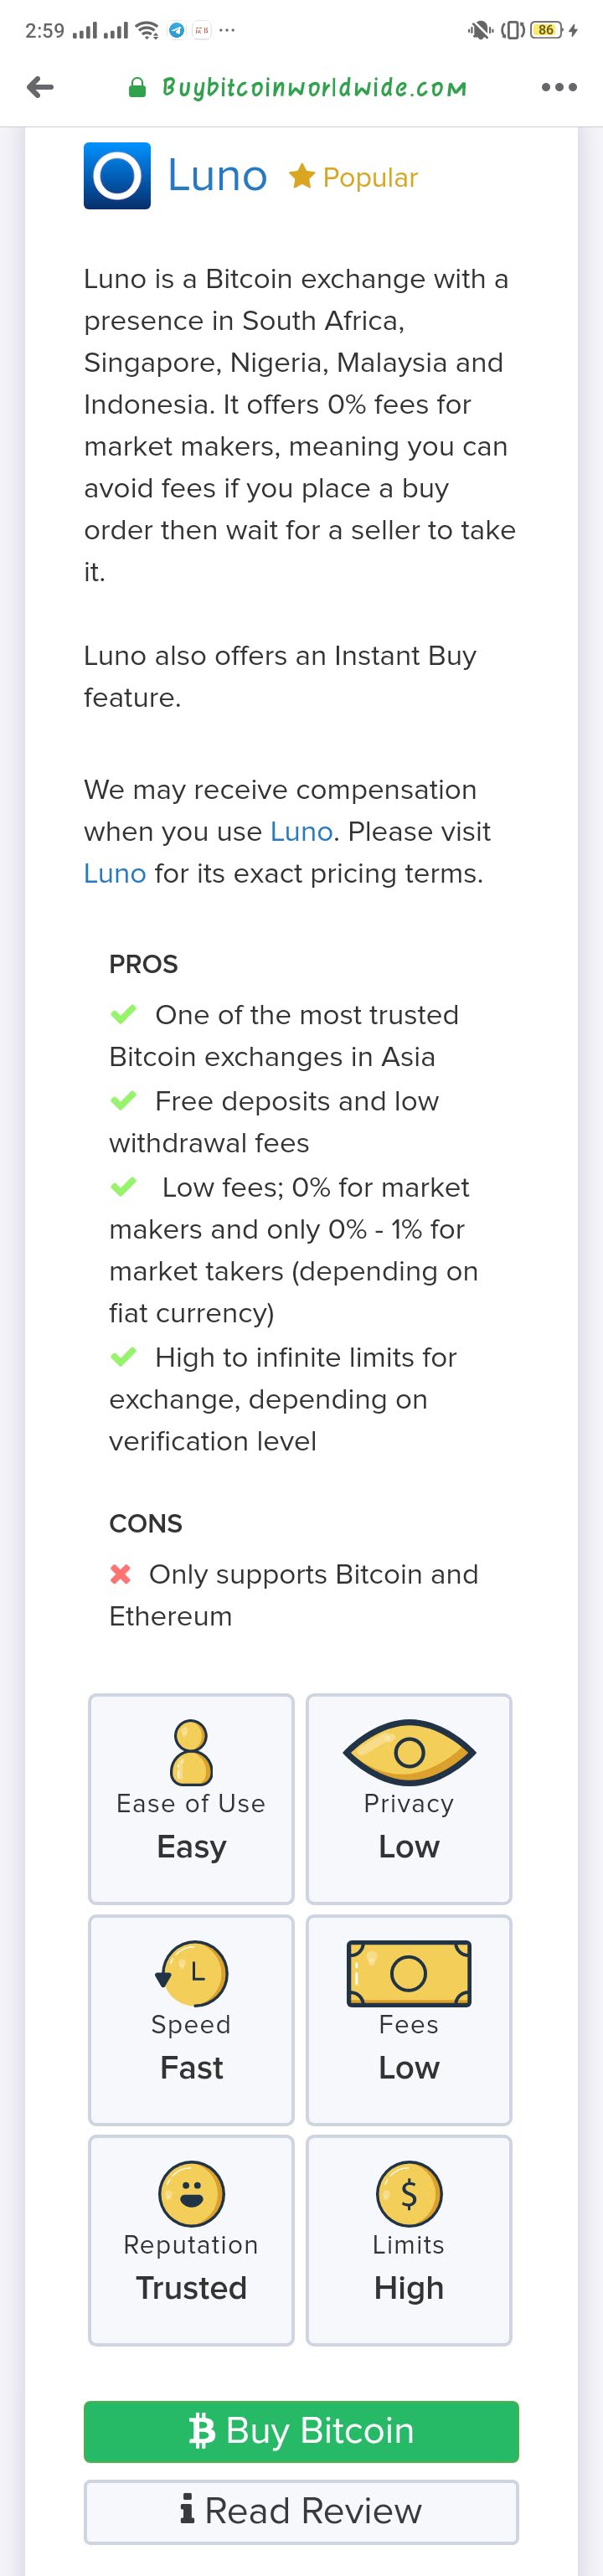 2:59
86
Buybitcoinworldwide.com
Luno Popular
Luno is a Bitcoin exchange with a
presence in South Africa,
Singapore, Nigeria, Malaysia and
Indonesia. It offers 0% fees for
market makers, meaning you can
avoid fees if you place a buy
order then wait for a seller to take
it.
Luno also offers an Instant Buy
feature.
We may receive compensation
when you use Luno. Please visit
Luno for its exact pricing terms.
PROS
One of the most trusted
Bitcoin exchanges in Asia
Free deposits and low
withdrawal fees
Low fees; 0% for market
makers and only 0% - 1% for
market takers (depending on
fiat currency)
High to infinite limits for
exchange, depending on
verification level
CONS
Only supports Bitcoin and
Ethereum
Ease of Use
Easy
Privacy
Low
Speed
Fast
Fees
Low
Reputation
Trusted
$
Limits
High
Buy Bitcoin
Read Review